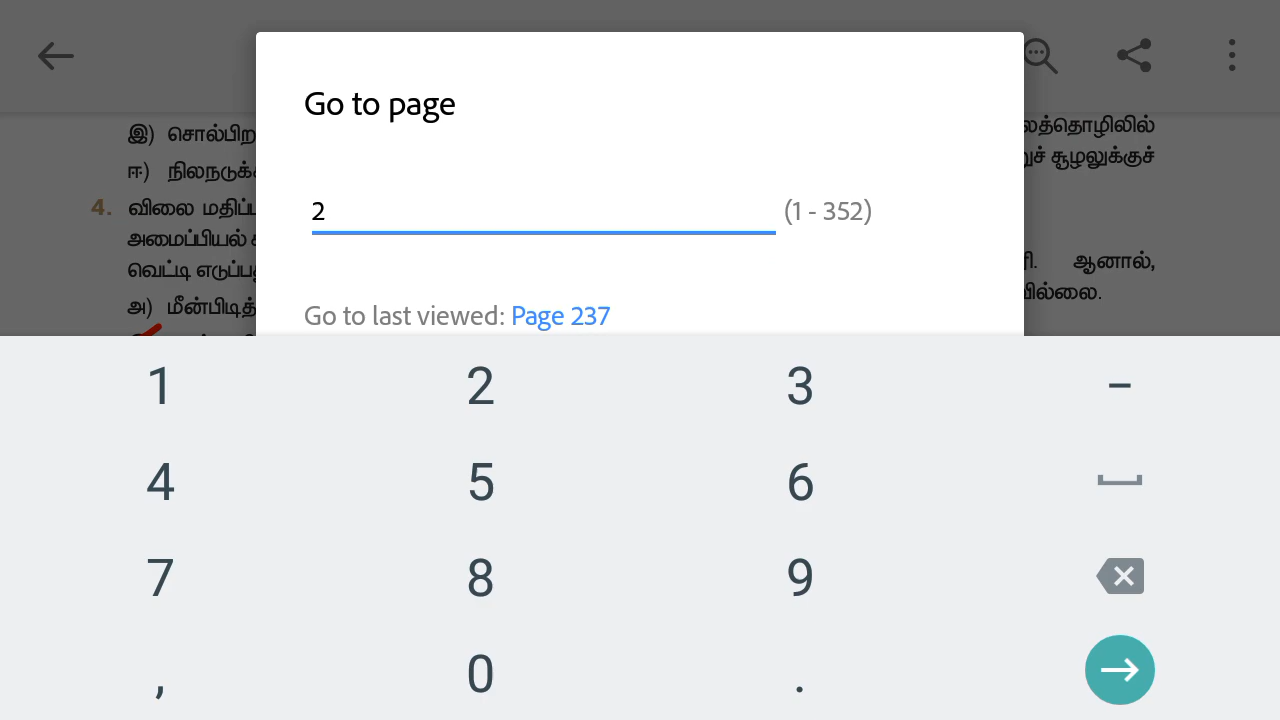 Go to page
இ) சொல்பிற
லத்தொழிலில்
சூழலுக்குச்
ஈ) நிலநடுக்
4. விலை மதிப்ப
2 (1 - 352)
அமைப்பியல்
வெட்டி எடுப்பத
ரி. ஆனால்,
வில்லை.
அ) மீன்பிடித்
Go to last viewed: Page 237
1 2 3 -
4 5 6
7 8 9
, 0 .